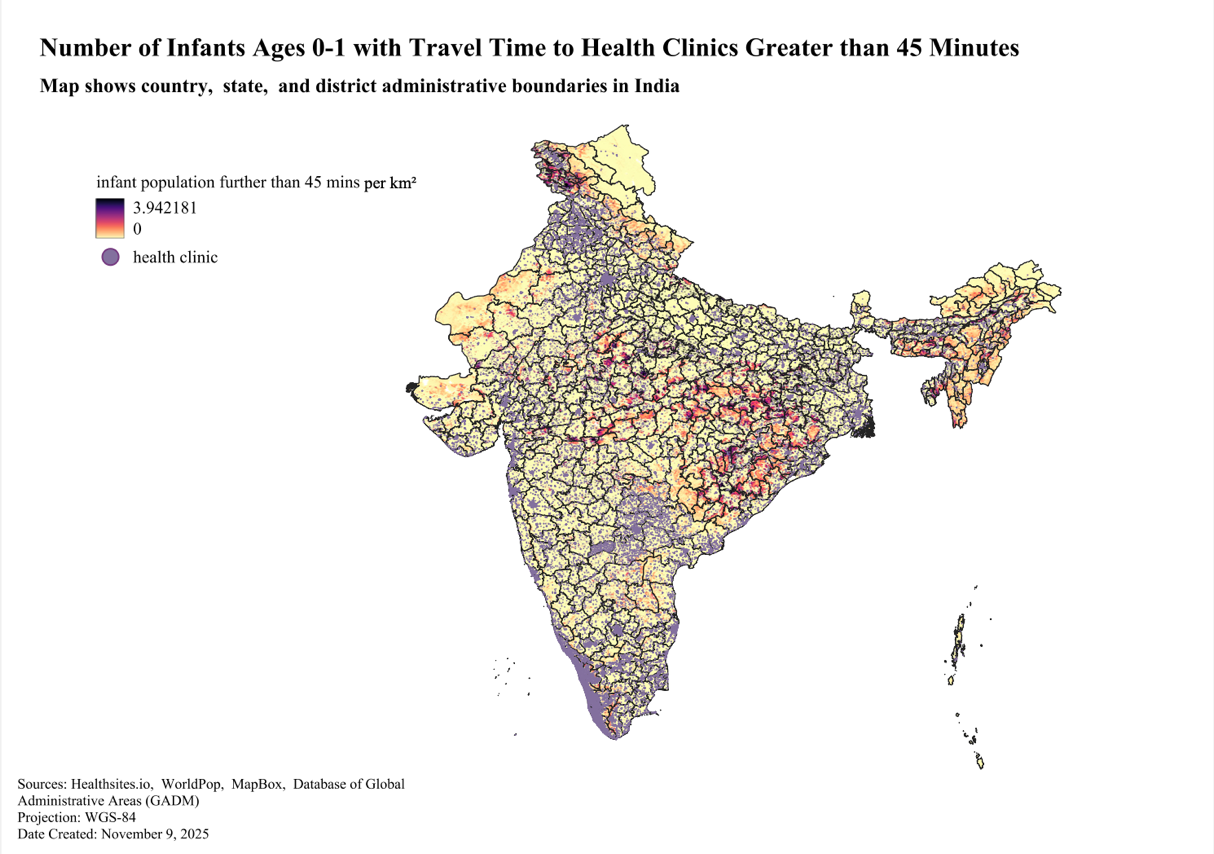 Number of Infants Ages 0-1 with Travel Time to Health Clinics Greater than 45 Minutes
Map shows country, state, and district administrative boundaries in India
infant population further than 45 mins per km²
3.942181
0
health clinic
Sources: Healthsites.io, WorldPop, MapBox, Database of Global
Administrative Areas (GADM)
Projection: WGS-84
Date Created: November 9, 2025